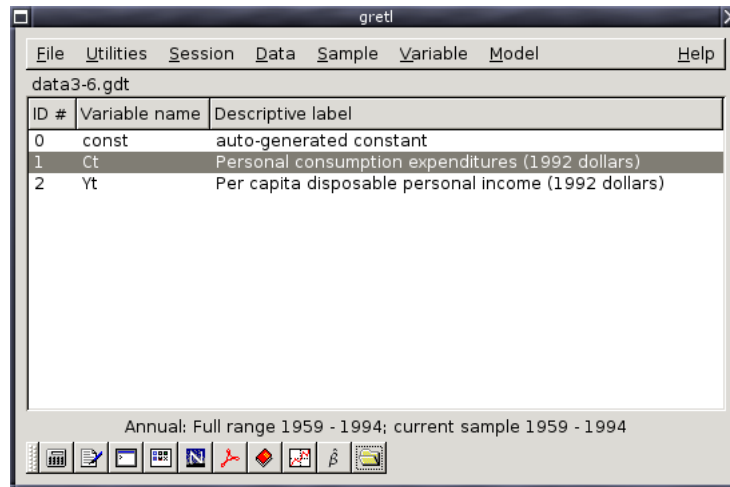 gretl
File Utilities Session Data Sample Variable Model Help
data3-6.gdt
ID # Variable name Descriptive label
0 const auto-generated constant
1 Ct Personal consumption expenditures (1992 dollars)
2 Yt Per capita disposable personal income (1992 dollars)
Annual: Full range 1959 - 1994; current sample 1959 - 1994
N β̂